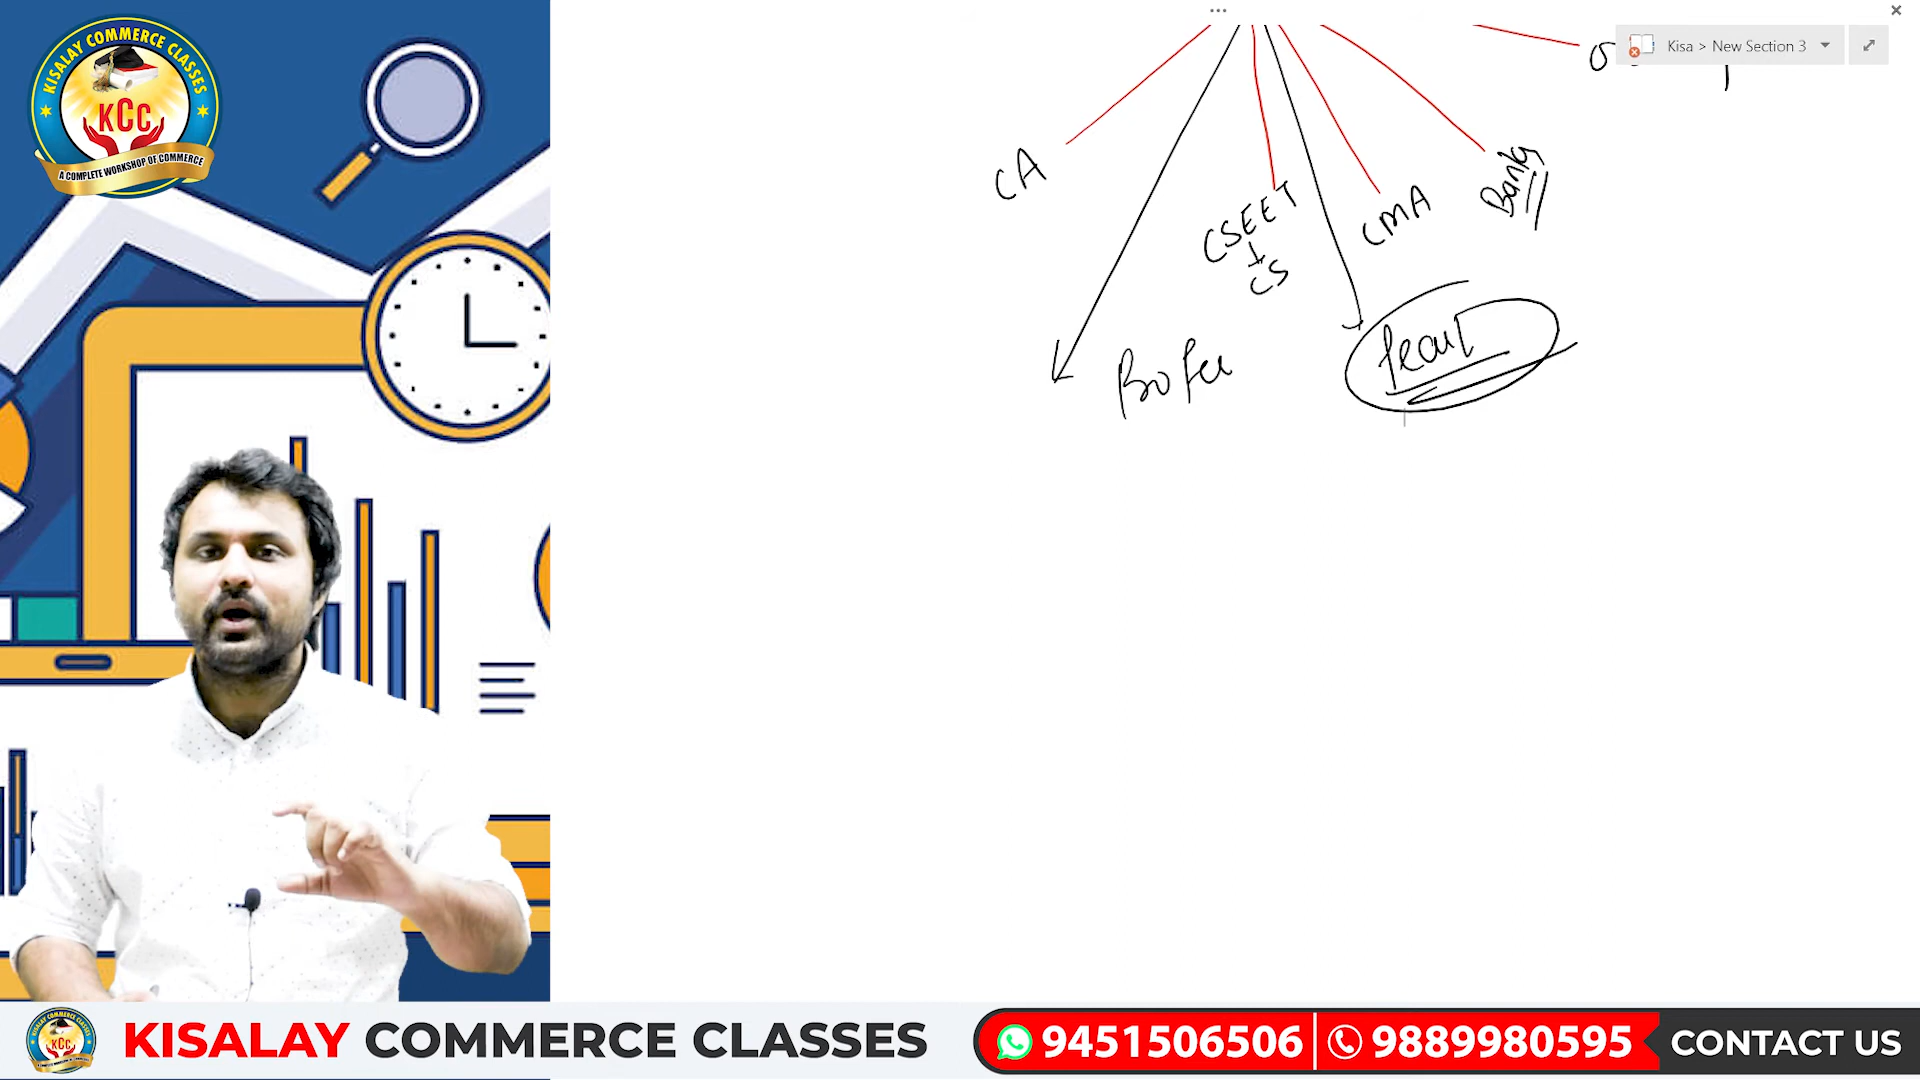 KISALAY COMMERCE CLASSES
KCC
A COMPLETE WORKSHOP OF COMMERCE
Kisa > New Section 3
CA
CSEET
CS
CMA
Bank
KISALAY COMMERCE CLASSES
9451506506
9889980595
CONTACT US